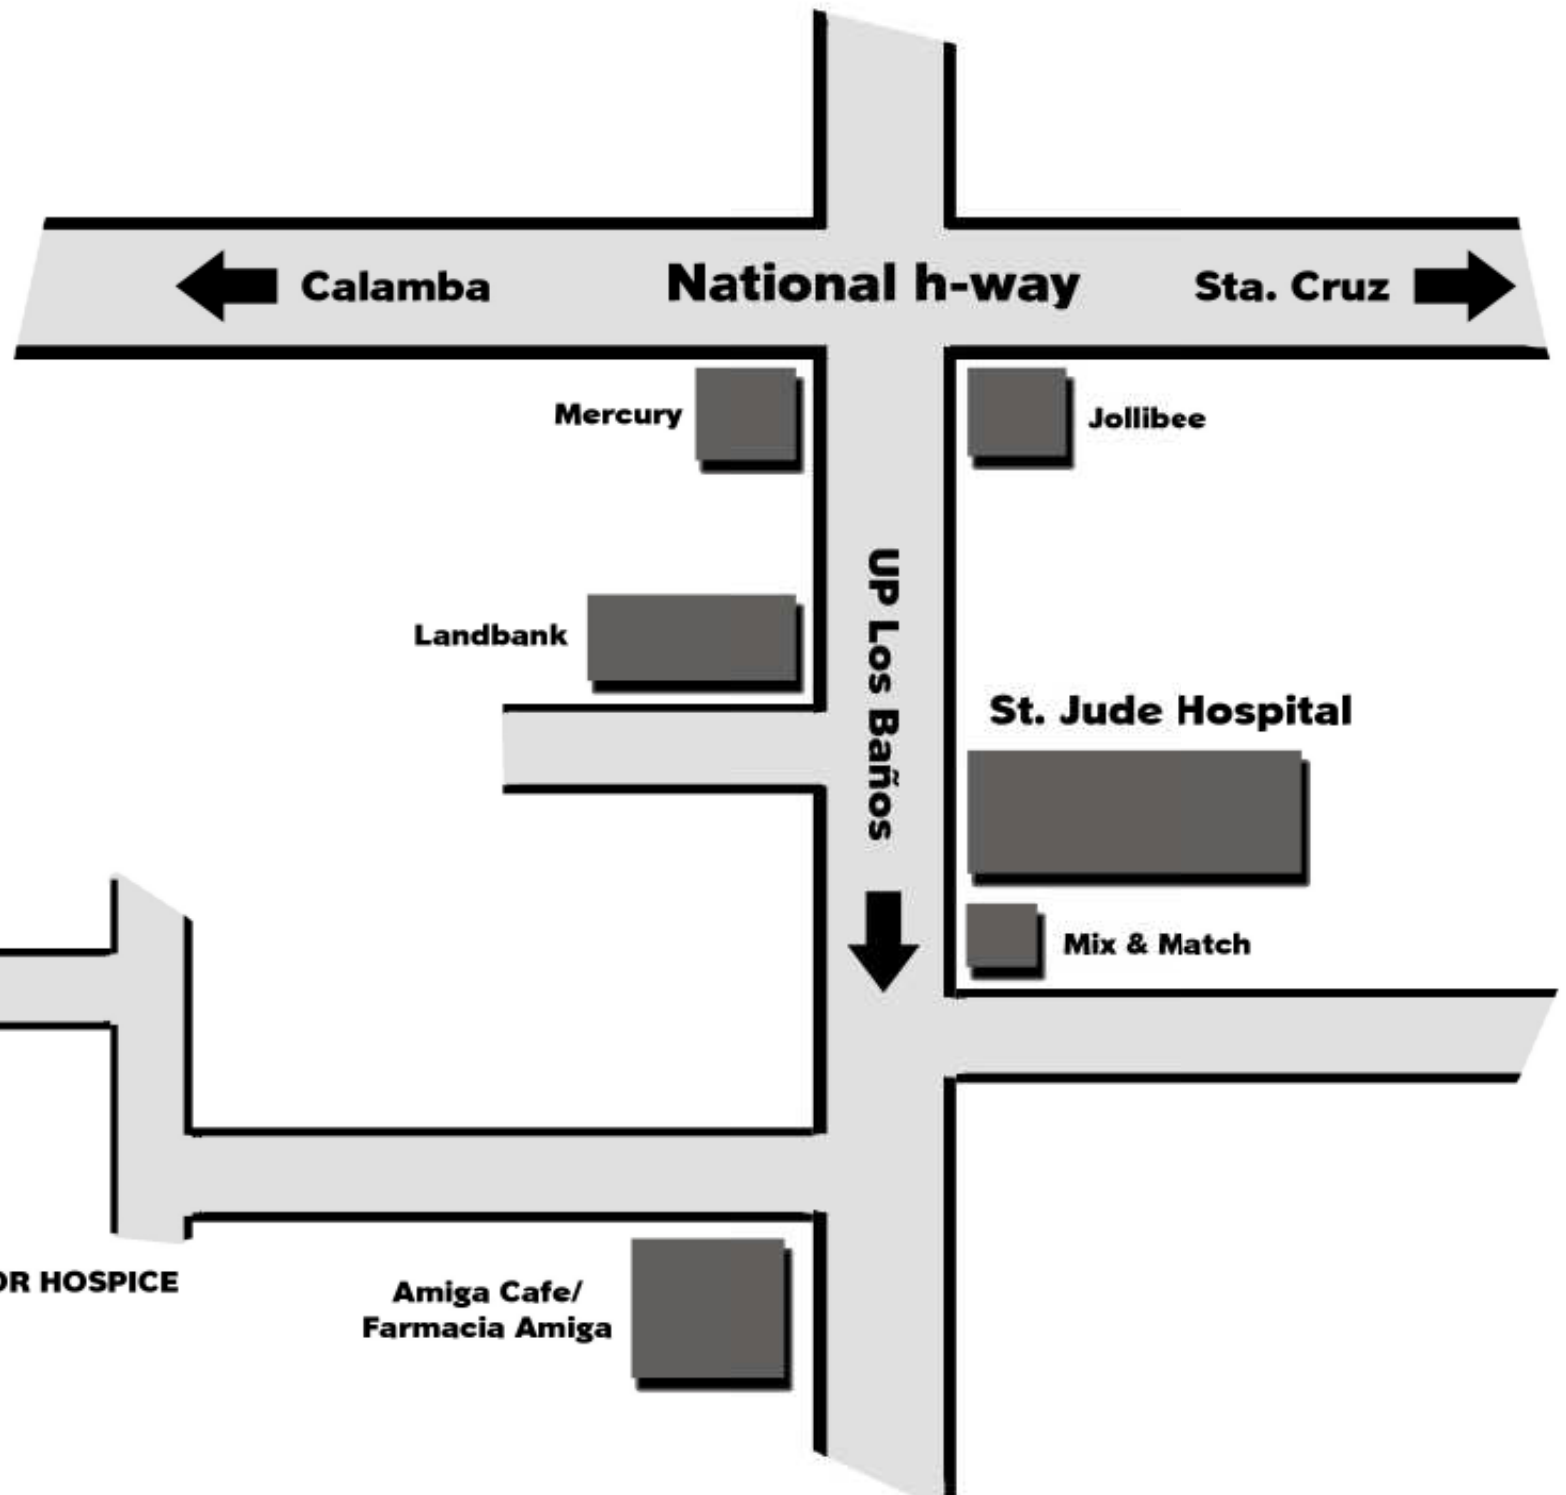 Calamba
National h-way
Sta. Cruz
Mercury
Jollibee
UP Los Baños
Landbank
St. Jude Hospital
Mix & Match
HOSPICE
Amiga Cafe/
Farmacia Amiga